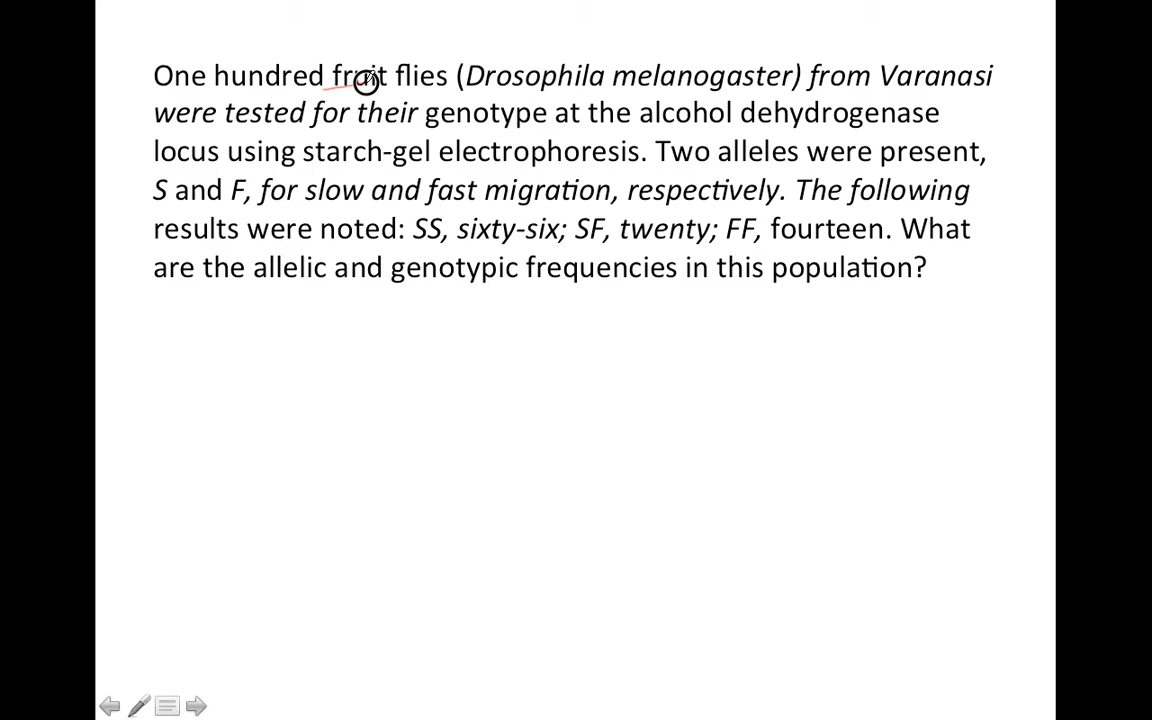 One hundred fruit flies (Drosophila melanogaster) from Varanasi
were tested for their genotype at the alcohol dehydrogenase
locus using starch-gel electrophoresis. Two alleles were present,
S and F, for slow and fast migration, respectively. The following
results were noted: SS, sixty-six; SF, twenty; FF, fourteen. What
are the allelic and genotypic frequencies in this population?